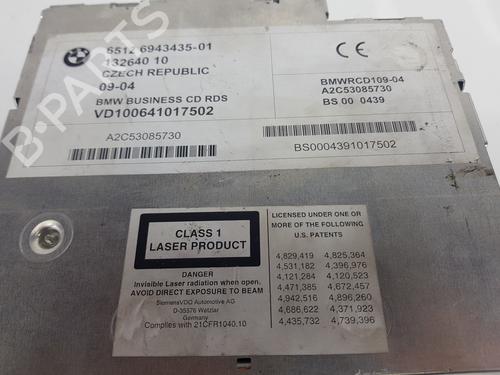 6512 6943435-01
132640 10
CZECH REPUBLIC
09-04
BMW BUSINESS CD RDS
VD100641017502
A2C53085730
CE
BMWRCD109-04
A2C53085730
BS 00 0439
BS0004391017502
CLASS 1
LASER PRODUCT
DANGER
Invisible Laser radiation when open.
AVOID DIRECT EXPOSURE TO BEAM
SiemensVDO Automotive AG
D-35576 Wetzlar
Germany
Complies with 21CFR1040.10
LICENSED UNDER ONE OR
MORE OF THE FOLLOWING
U.S. PATENTS
4,829,419 4,825,364
4,531,182 4,396,976
4,121,284 4,120,523
4,471,385 4,672,457
4,942,516 4,896,260
4,686,622 4,371,923
4,435,732 4,739,396